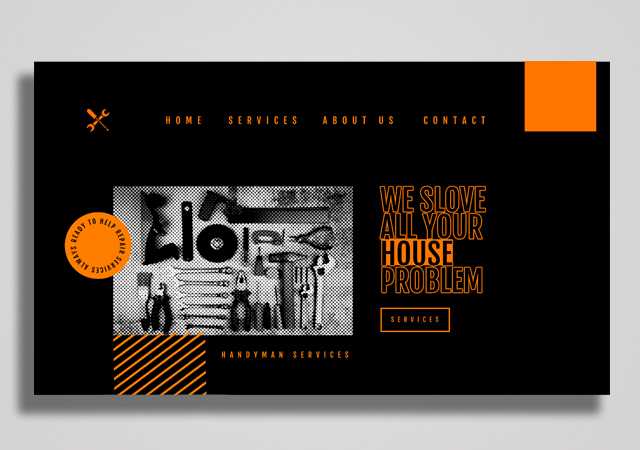 HOME SERVICES ABOUT US CONTACT
WE SLOVE
ALL YOUR
HOUSE
PROBLEM
ALWAYS READY TO HELP REPAIR SERVICES
SERVICES
HANDYMAN SERVICES